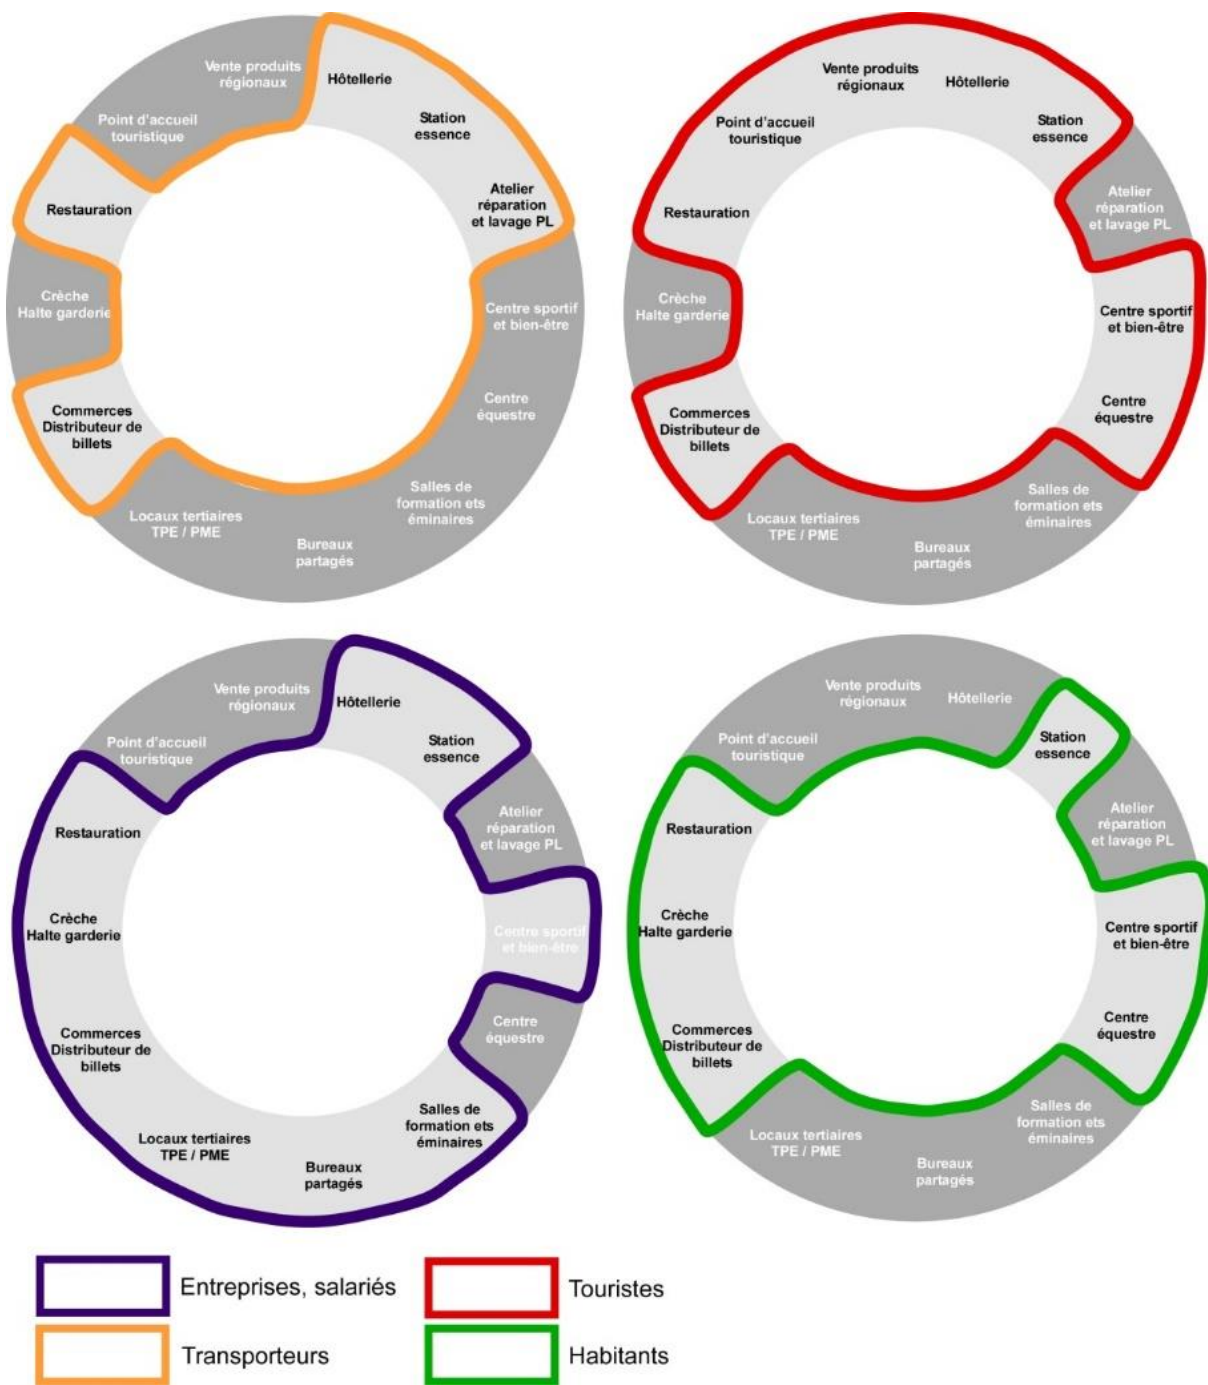 Vente produits
régionaux
Hôtellerie
Point d'accueil
touristique
Station
essence
Restauration
Atelier
réparation
et lavage PL
Crèche
Halte garderie
Centre sportif
et bien-être
Commerces
Distributeur de
billets
Centre
équestre
Locaux tertiaires
TPE / PME
Bureaux
partagés
Salles de
formation ets
éminaires
Vente produits
régionaux
Hôtellerie
Point d'accueil
touristique
Station
essence
Restauration
Atelier
réparation
et lavage PL
Crèche
Halte garderie
Centre sportif
et bien-être
Commerces
Distributeur de
billets
Centre
équestre
Locaux tertiaires
TPE / PME
Bureaux
partagés
Salles de
formation ets
éminaires
Vente produits
régionaux
Hôtellerie
Point d'accueil
touristique
Station
essence
Restauration
Atelier
réparation
et lavage PL
Crèche
Halte garderie
Centre sportif
et bien-être
Commerces
Distributeur de
billets
Centre
équestre
Locaux tertiaires
TPE / PME
Bureaux
partagés
Salles de
formation ets
éminaires
Vente produits
régionaux
Hôtellerie
Point d'accueil
touristique
Station
essence
Restauration
Atelier
réparation
et lavage PL
Crèche
Halte garderie
Centre sportif
et bien-être
Commerces
Distributeur de
billets
Centre
équestre
Locaux tertiaires
TPE / PME
Bureaux
partagés
Salles de
formation ets
éminaires
Entreprises, salariés
Touristes
Transporteurs
Habitants